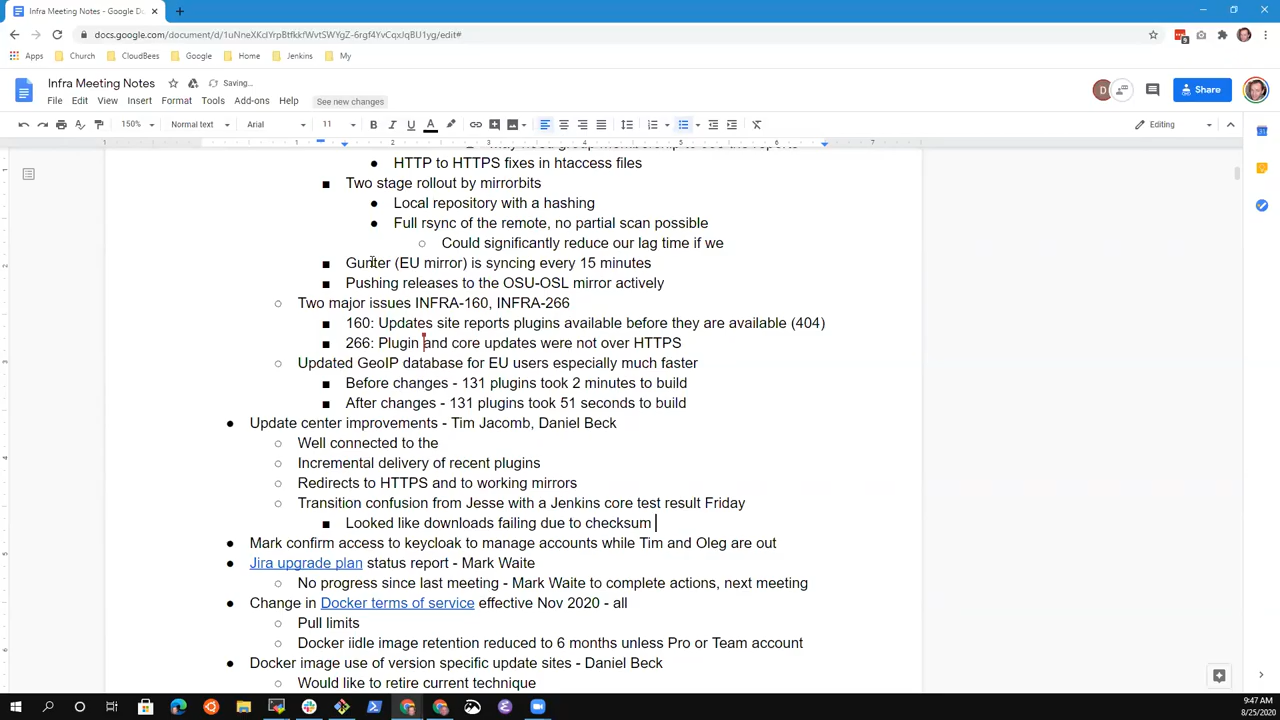 Infra Meeting Notes - Google D
docs.google.com/document/d/1uNneXKdYrpBtfkkfWvtSWYgZ-6rgf4YvCqxJqBU1yg/edit#
Apps Church CloudBees Google Home Jenkins My
Infra Meeting Notes Saving... D Share
File Edit View Insert Format Tools Add-ons Help See new changes
150% Normal text Arial 11 B I U A Editing
1 1 2 3 4 5 6 7
HTTP to HTTPS fixes in htaccess files
Two stage rollout by mirrorbits
Local repository with a hashing
Full rsync of the remote, no partial scan possible
Could significantly reduce our lag time if we
Gunter (EU mirror) is syncing every 15 minutes
Pushing releases to the OSU-OSL mirror actively
Two major issues INFRA-160, INFRA-266
160: Updates site reports plugins available before they are available (404)
266: Plugin and core updates were not over HTTPS
Updated GeoIP database for EU users especially much faster
Before changes - 131 plugins took 2 minutes to build
After changes - 131 plugins took 51 seconds to build
Update center improvements - Tim Jacomb, Daniel Beck
Well connected to the
Incremental delivery of recent plugins
Redirects to HTTPS and to working mirrors
Transition confusion from Jesse with a Jenkins core test result Friday
Looked like downloads failing due to checksum
Mark confirm access to keycloak to manage accounts while Tim and Oleg are out
Jira upgrade plan status report - Mark Waite
No progress since last meeting - Mark Waite to complete actions, next meeting
Change in Docker terms of service effective Nov 2020 - all
Pull limits
Docker iidle image retention reduced to 6 months unless Pro or Team account
Docker image use of version specific update sites - Daniel Beck
Would like to retire current technique
9:47 AM
8/25/2020